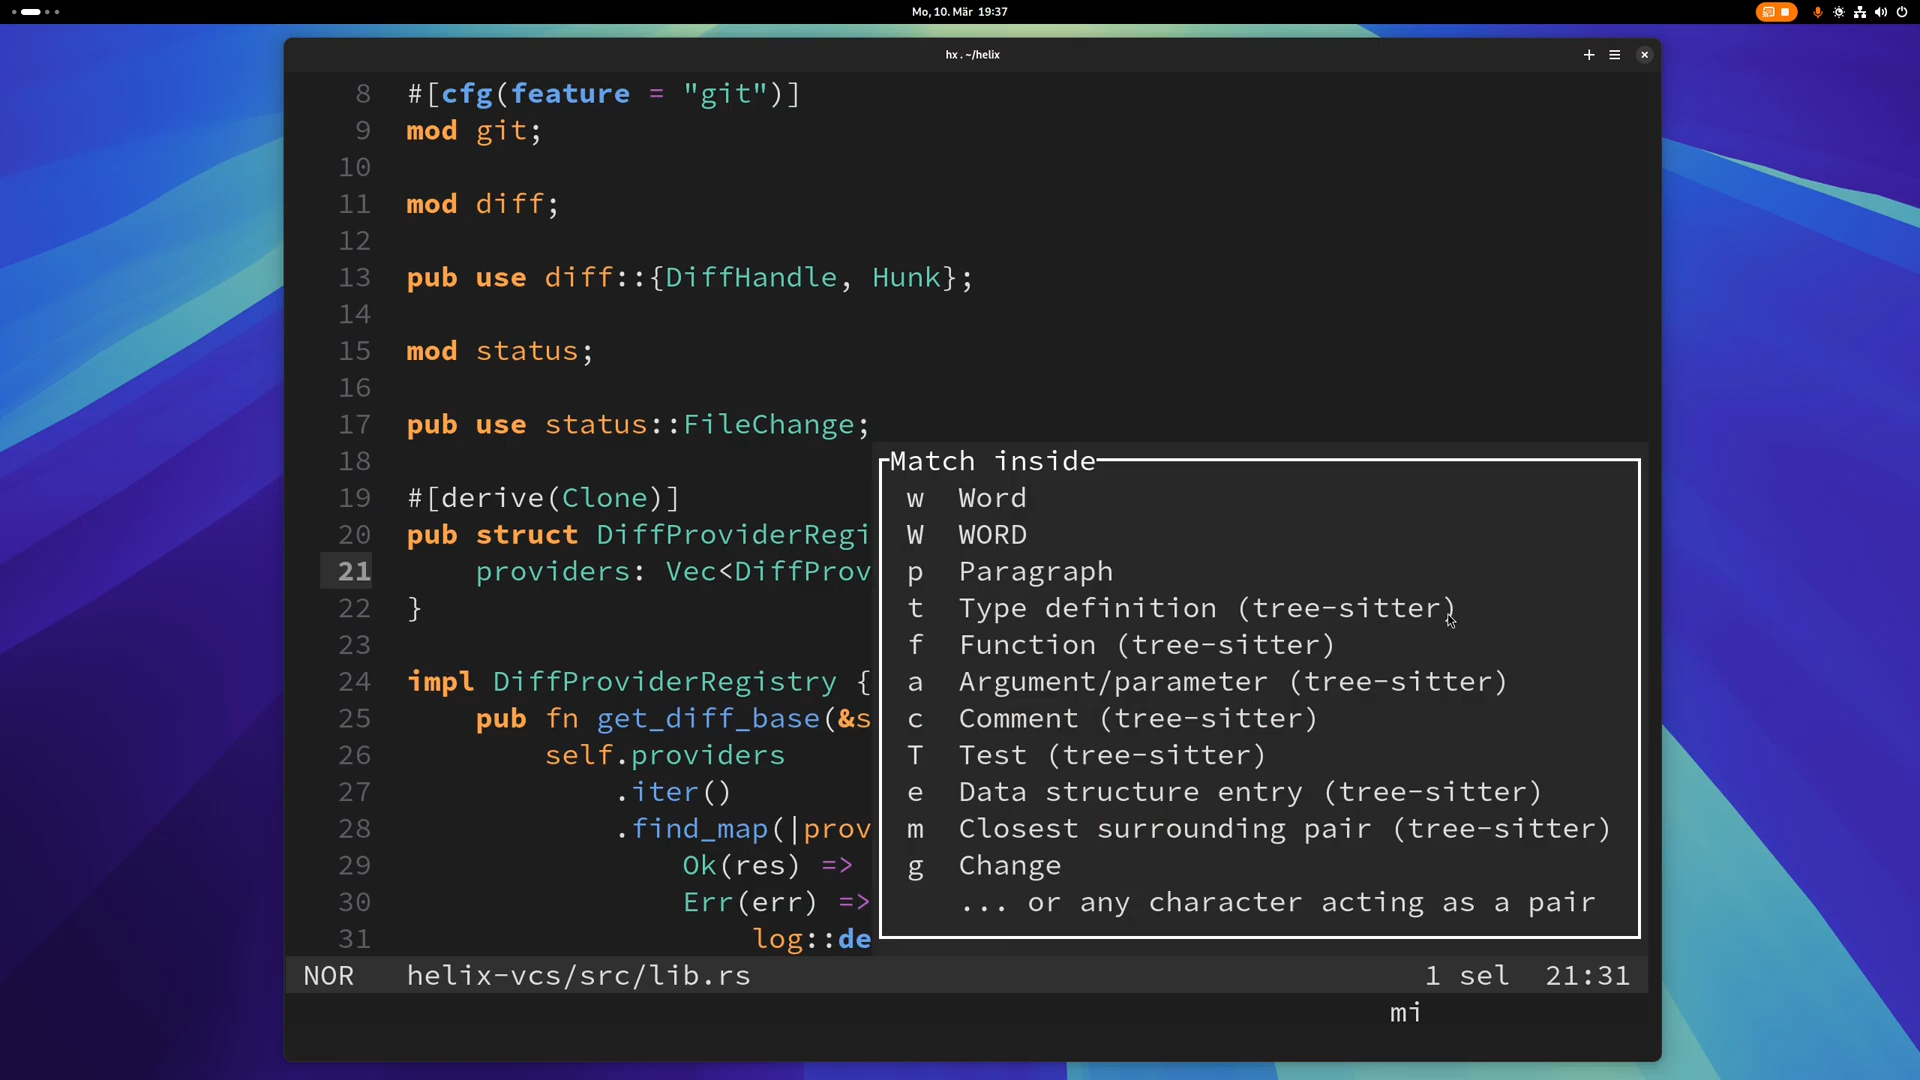 Mo, 10. Mär 19:37
hx . ~/helix
8 #[cfg(feature = "git")]
9 mod git;
10
11 mod diff;
12
13 pub use diff::{DiffHandle, Hunk};
14
15 mod status;
16
17 pub use status::FileChange;
18
19 #[derive(Clone)]
20 pub struct DiffProviderRegi
21 providers: Vec<DiffProv
22 }
23
24 impl DiffProviderRegistry {
25 pub fn get_diff_base(&s
26 self.providers
27 .iter()
28 .find_map(|prov
29 Ok(res) =>
30 Err(err) =>
31 log::de
Match inside
w Word
W WORD
p Paragraph
t Type definition (tree-sitter)
f Function (tree-sitter)
a Argument/parameter (tree-sitter)
c Comment (tree-sitter)
T Test (tree-sitter)
e Data structure entry (tree-sitter)
m Closest surrounding pair (tree-sitter)
g Change
... or any character acting as a pair
NOR helix-vcs/src/lib.rs 1 sel 21:31
mi